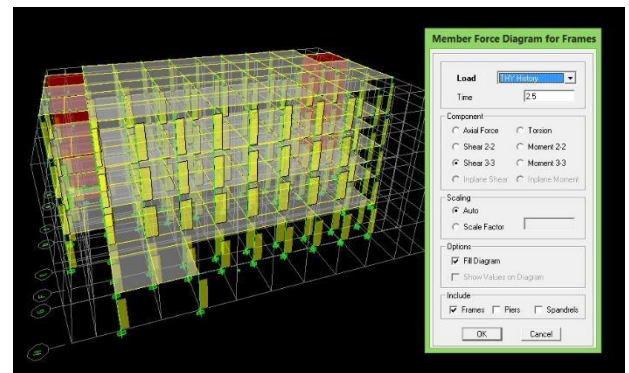 Member Force Diagram for Frames
Load THY History
Time 2.5
Component
Axial Force Torsion
Shear 2-2 Moment 2-2
Shear 3-3 Moment 3-3
Inplane Shear Inplane Moment
Scaling
Auto
Scale Factor
Options
Fill Diagram
Show Values on Diagram
Include
Frames Piers Spandrels
OK Cancel